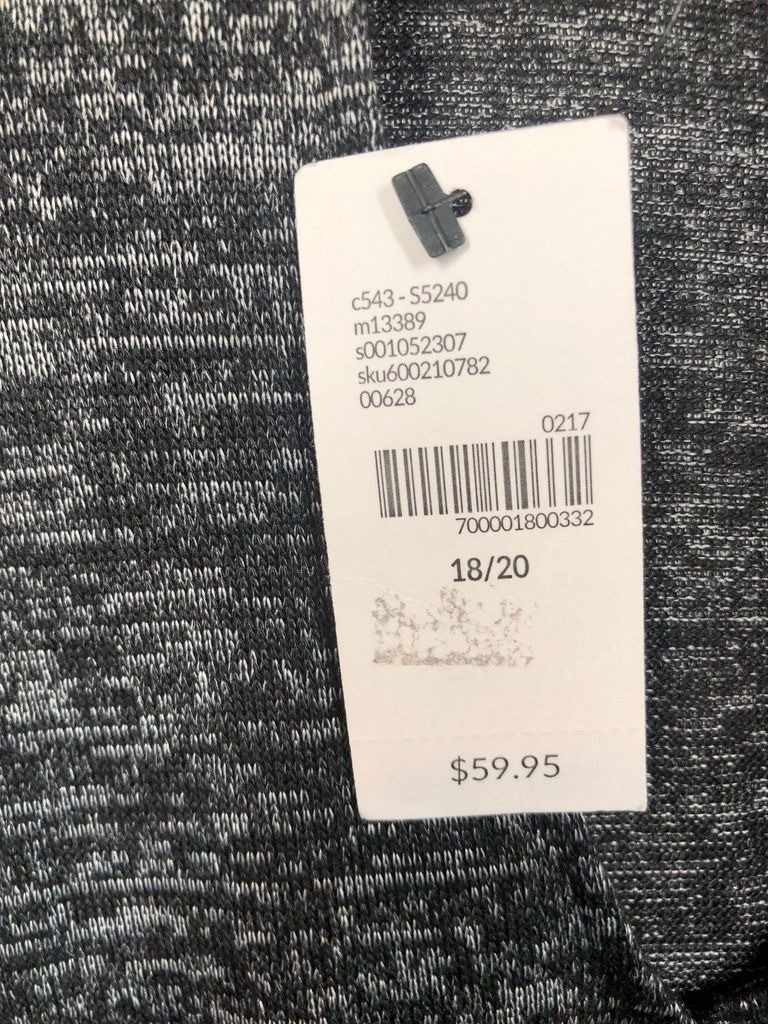 c543 - S5240
m13389
s001052307
sku600210782
00628
0217
700001800332
18/20
$59.95